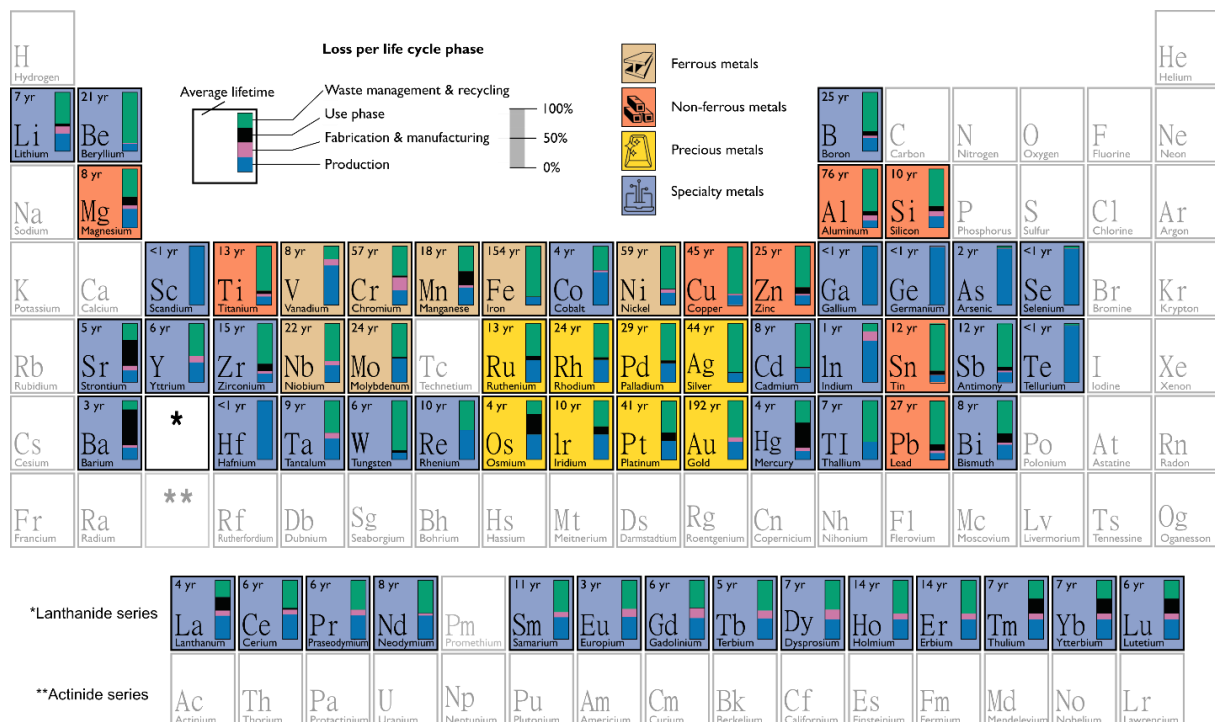 Loss per life cycle phase
Average lifetime
Waste management & recycling
Use phase
Fabrication & manufacturing
Production
100%
50%
0%
Ferrous metals
Non-ferrous metals
Precious metals
Specialty metals
H
Hydrogen
He
Helium
7 yr
Li
Lithium
21 yr
Be
Beryllium
25 yr
B
Boron
C
Carbon
N
Nitrogen
O
Oxygen
F
Fluorine
Ne
Neon
Na
Sodium
8 yr
Mg
Magnesium
76 yr
Al
Aluminum
10 yr
Si
Silicon
P
Phosphorus
S
Sulfur
Cl
Chlorine
Ar
Argon
K
Potassium
Ca
Calcium
<1 yr
Sc
Scandium
13 yr
Ti
Titanium
8 yr
V
Vanadium
57 yr
Cr
Chromium
18 yr
Mn
Manganese
154 yr
Fe
Iron
4 yr
Co
Cobalt
59 yr
Ni
Nickel
45 yr
Cu
Copper
25 yr
Zn
Zinc
<1 yr
Ga
Gallium
<1 yr
Ge
Germanium
2 yr
As
Arsenic
<1 yr
Se
Selenium
Br
Bromine
Kr
Krypton
Rb
Rubidium
5 yr
Sr
Strontium
6 yr
Y
Yttrium
15 yr
Zr
Zirconium
22 yr
Nb
Niobium
24 yr
Mo
Molybdenum
Tc
Technetium
13 yr
Ru
Ruthenium
24 yr
Rh
Rhodium
29 yr
Pd
Palladium
44 yr
Ag
Silver
8 yr
Cd
Cadmium
1 yr
In
Indium
12 yr
Sn
Tin
12 yr
Sb
Antimony
<1 yr
Te
Tellurium
I
Iodine
Xe
Xenon
Cs
Cesium
3 yr
Ba
Barium
*
<1 yr
Hf
Hafnium
9 yr
Ta
Tantalum
6 yr
W
Tungsten
10 yr
Re
Rhenium
4 yr
Os
Osmium
10 yr
Ir
Iridium
41 yr
Pt
Platinum
192 yr
Au
Gold
4 yr
Hg
Mercury
7 yr
TI
Thallium
27 yr
Pb
Lead
8 yr
Bi
Bismuth
Po
Polonium
At
Astatine
Rn
Radon
Fr
Francium
Ra
Radium
**
Rf
Rutherfordium
Db
Dubnium
Sg
Seaborgium
Bh
Bohrium
Hs
Hassium
Mt
Meitnerium
Ds
Darmstadtium
Rg
Roentgenium
Cn
Copernicium
Nh
Nihonium
Fl
Flerovium
Mc
Moscovium
Lv
Livermorium
Ts
Tennessine
Og
Oganesson
*Lanthanide series
4 yr
La
Lanthanum
6 yr
Ce
Cerium
6 yr
Pr
Praseodymium
8 yr
Nd
Neodymium
Pm
Promethium
11 yr
Sm
Samarium
3 yr
Eu
Europium
6 yr
Gd
Gadolinium
5 yr
Tb
Terbium
7 yr
Dy
Dysprosium
14 yr
Ho
Holmium
14 yr
Er
Erbium
7 yr
Tm
Thulium
7 yr
Yb
Ytterbium
6 yr
Lu
Lutetium
**Actinide series
Ac
Actinium
Th
Thorium
Pa
Protactinium
U
Uranium
Np
Neptunium
Pu
Plutonium
Am
Americium
Cm
Curium
Bk
Berkelium
Cf
Californium
Es
Einsteinium
Fm
Fermium
Md
Mendelevium
No
Nobelium
Lr
Lawrencium